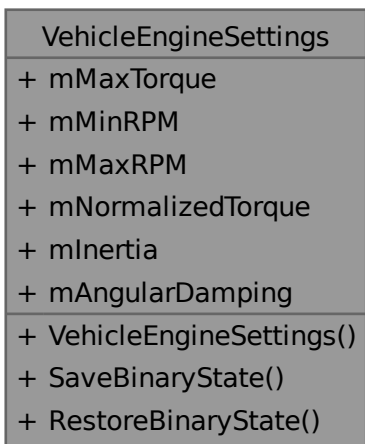 VehicleEngineSettings
+ mMaxTorque
+ mMinRPM
+ mMaxRPM
+ mNormalizedTorque
+ mInertia
+ mAngularDamping
+ VehicleEngineSettings()
+ SaveBinaryState()
+ RestoreBinaryState()